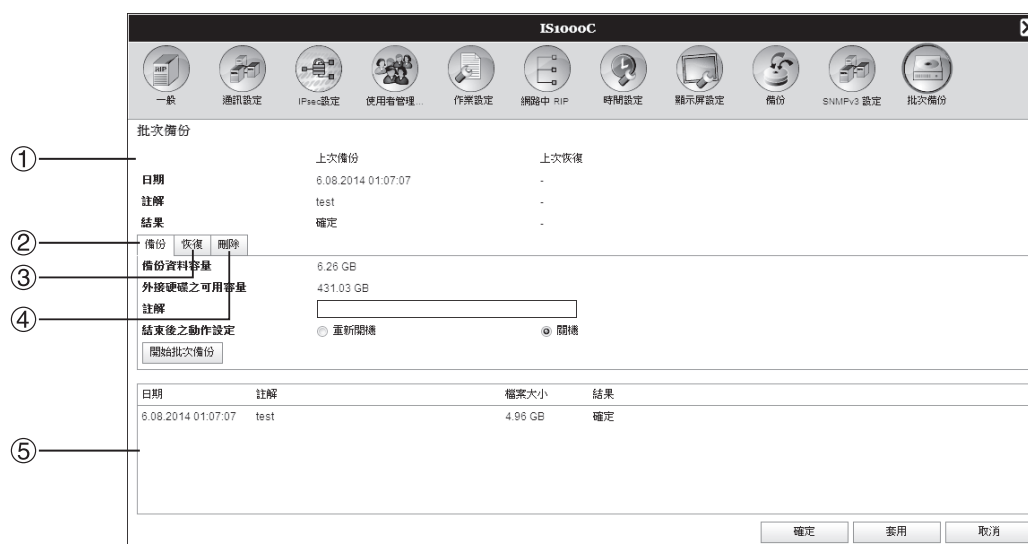 IS1000C
一般 通訊設定 IPsec設定 使用者管理... 作業設定 網路中 RIP 時間設定 顯示屏設定 備份 SNMPv3 設定 批次備份
批次備份
①
上次備份 上次恢復
日期 6.08.2014 01:07:07 -
註解 test -
結果 確定 -
② 備份 恢復 刪除
③ 備份資料容量 6.26 GB
外接硬碟之可用容量 431.03 GB
④ 註解
結束後之動作設定 重新開機 關機
開始批次備份
日期 註解 檔案大小 結果
6.08.2014 01:07:07 test 4.96 GB 確定
⑤
確定 套用 取消